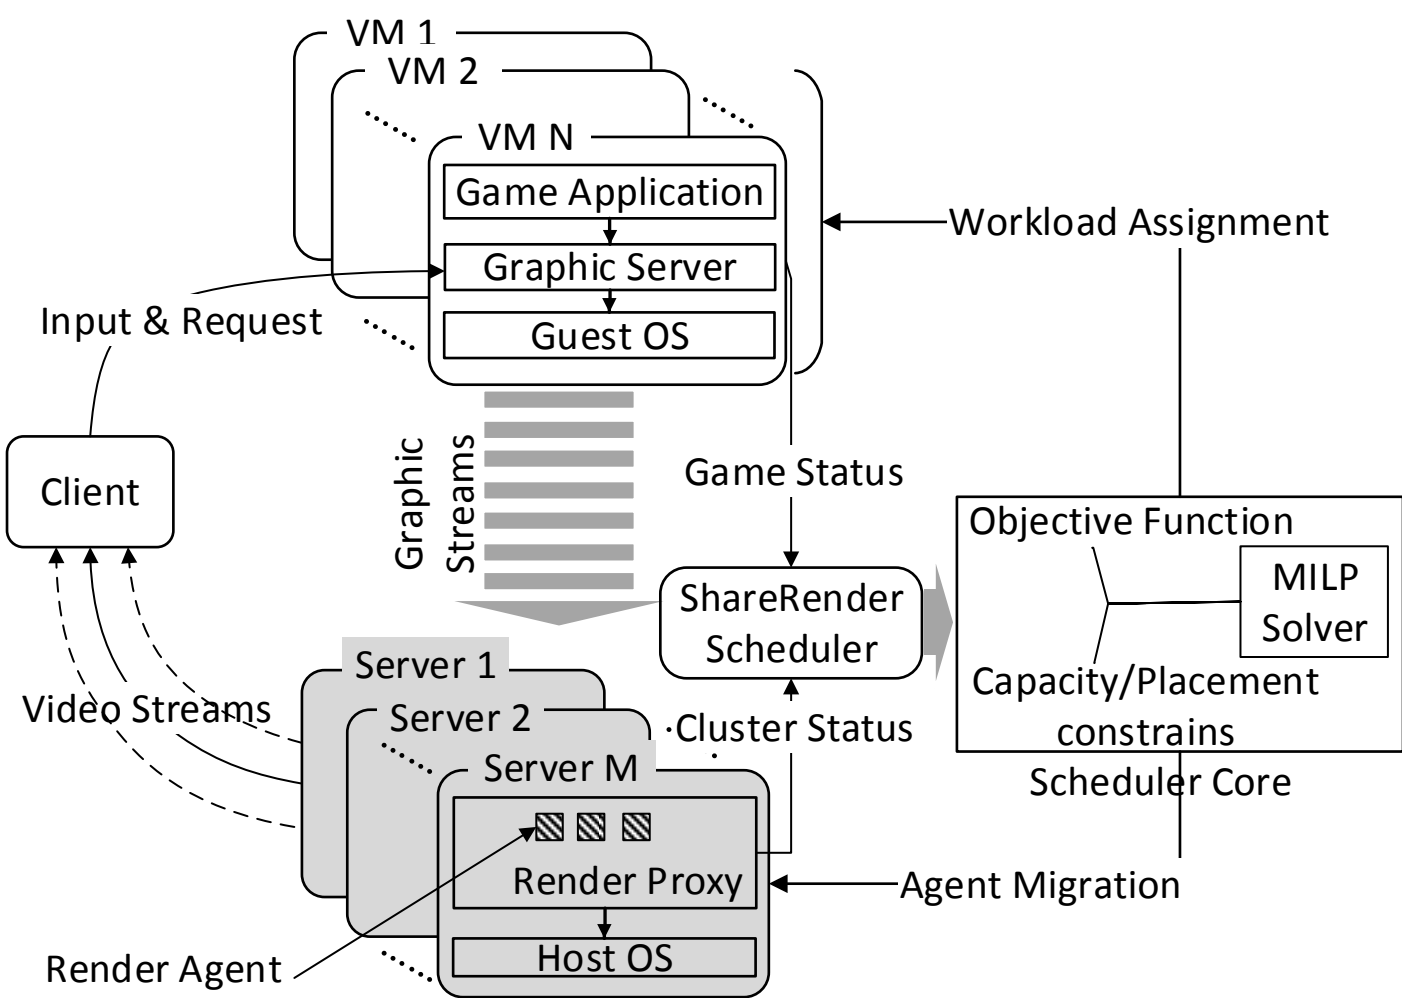 VM 1
VM 2
VM N
Game Application
Graphic Server
Guest OS
Workload Assignment
Input & Request
Client
Graphic
Streams
Game Status
ShareRender
Scheduler
Objective Function
MILP
Solver
Capacity/Placement
constrains
Scheduler Core
Video Streams
Server 1
Server 2
Server M
Cluster Status
Render Proxy
Host OS
Agent Migration
Render Agent